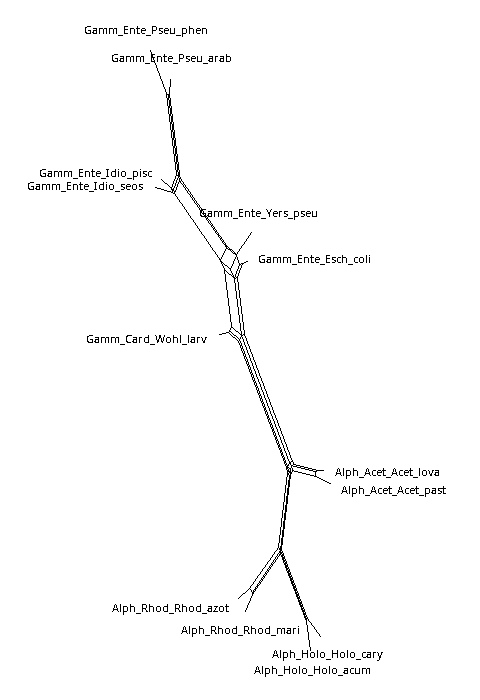 Gamm_Ente_Pseu_phen
Gamm_Ente_Pseu_arab
Gamm_Ente_Idio_pisc
Gamm_Ente_Idio_seos
Gamm_Ente_Yers_pseu
Gamm_Ente_Esch_coli
Gamm_Card_Wohl_larv
Alph_Acet_Acet_lova
Alph_Acet_Acet_past
Alph_Rhod_Rhod_azot
Alph_Rhod_Rhod_mari
Alph_Holo_Holo_cary
Alph_Holo_Holo_acum